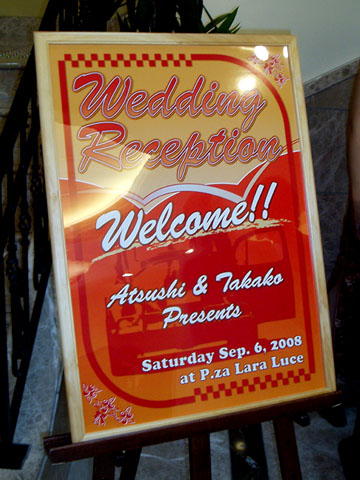 Wedding
Reception
Welcome!!
Atsushi & Takako
Presents
Saturday Sep. 6, 2008
at P.za Lara Luce